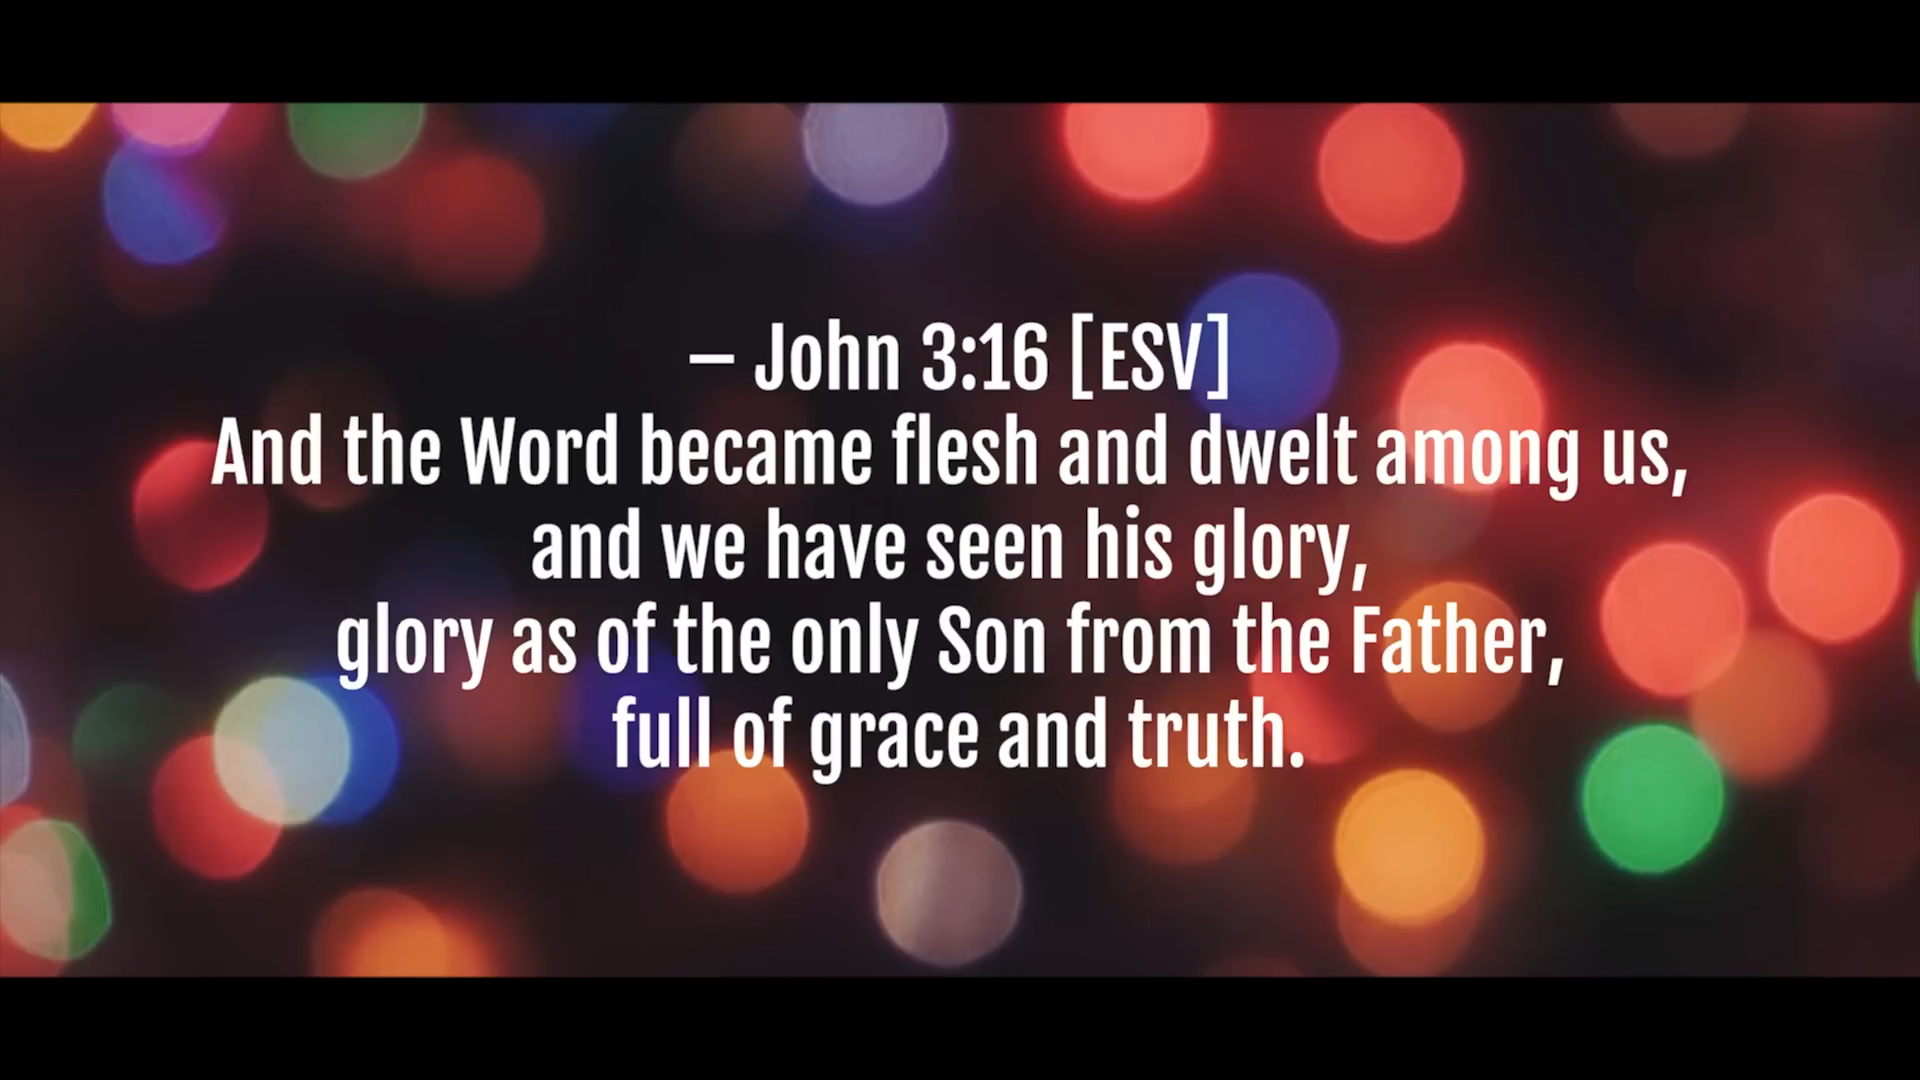 – John 3:16 [ESV]
And the Word became flesh and dwelt among us,
and we have seen his glory,
glory as of the only Son from the Father,
full of grace and truth.